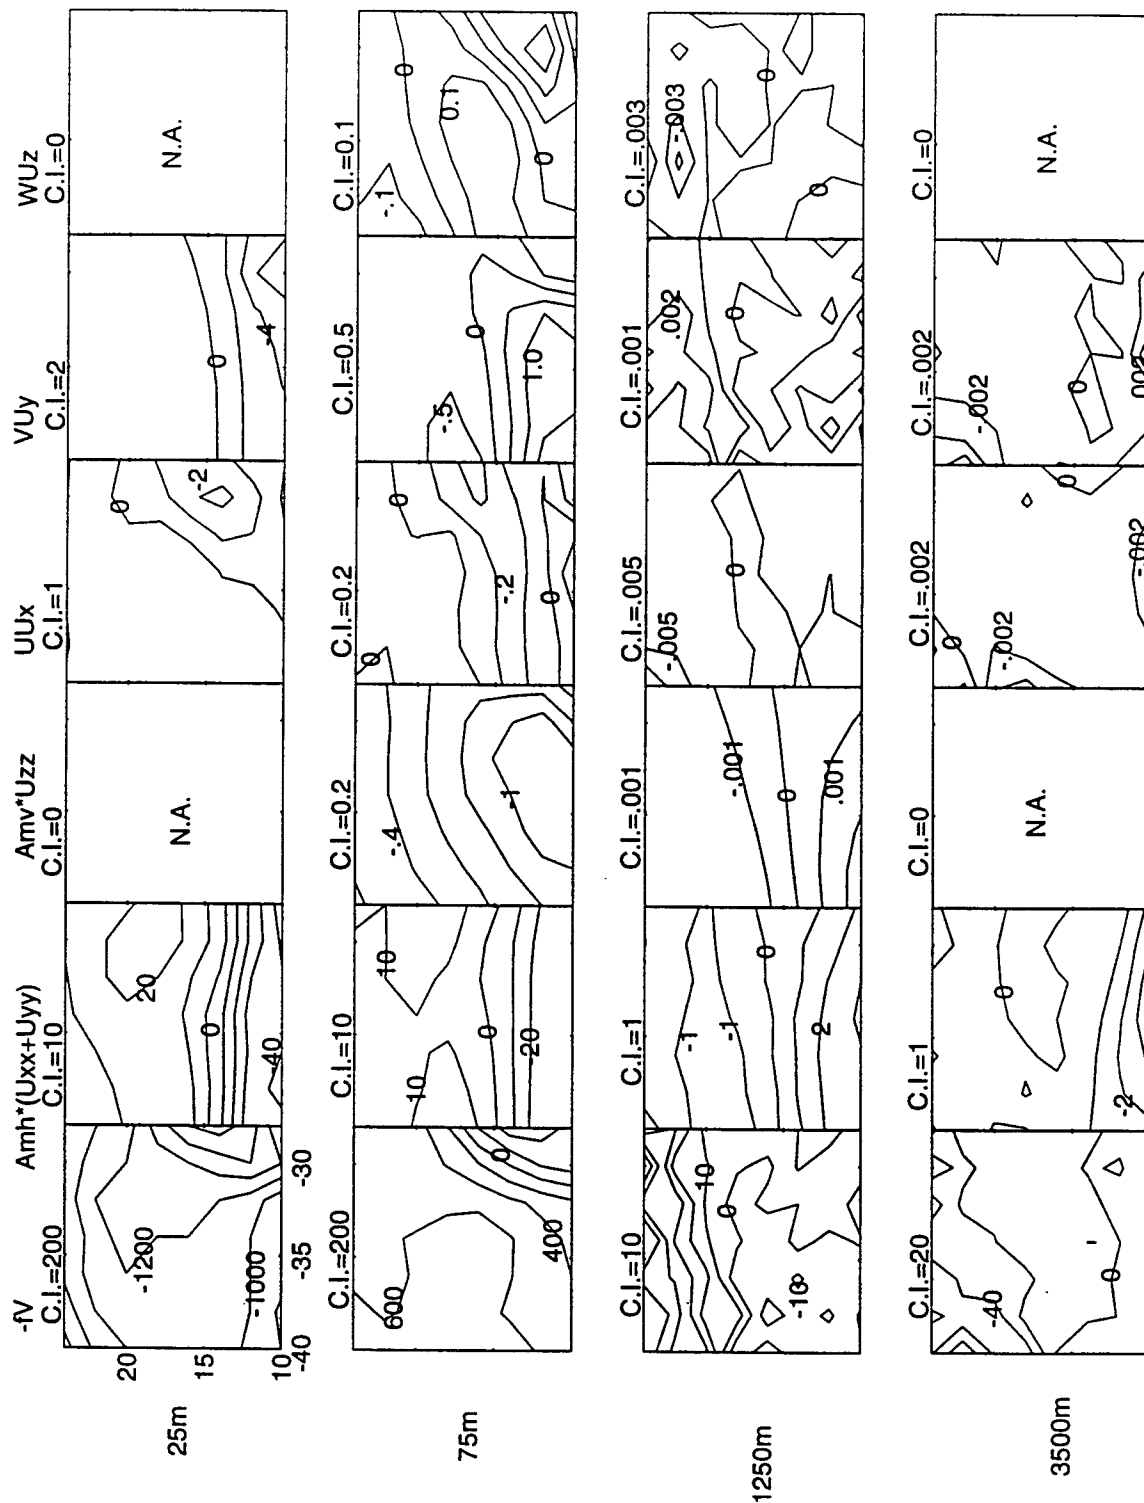 -fV
Amh*(Uxx+Uyy)
Amv*Uzz
UUx
VUy
WUz
C.I.=200
C.I.=10
C.I.=0
C.I.=1
C.I.=2
C.I.=0
25m
20
15
10
-40
-35
-30
-1200
-1000
20
0
-40
N.A.
0
-2
0
-4
N.A.
75m
C.I.=200
C.I.=10
C.I.=0.2
C.I.=0.2
C.I.=0.5
C.I.=0.1
600
400
0
10
10
0
-20
-.4
-1
0
0
-.2
0
-.5
0
1.0
-.1
0
0.1
0
1250m
C.I.=10
C.I.=1
C.I.=.001
C.I.=.005
C.I.=.001
C.I.=.003
10
0
-10
-1
-1
0
2
-.001
0
.001
-.005
0
.002
0
-.003
0
0
3500m
C.I.=20
C.I.=1
C.I.=0
C.I.=.002
C.I.=.002
C.I.=0
-40
0
0
-2
N.A.
0
-.002
0
-.002
-.002
0
.002
N.A.